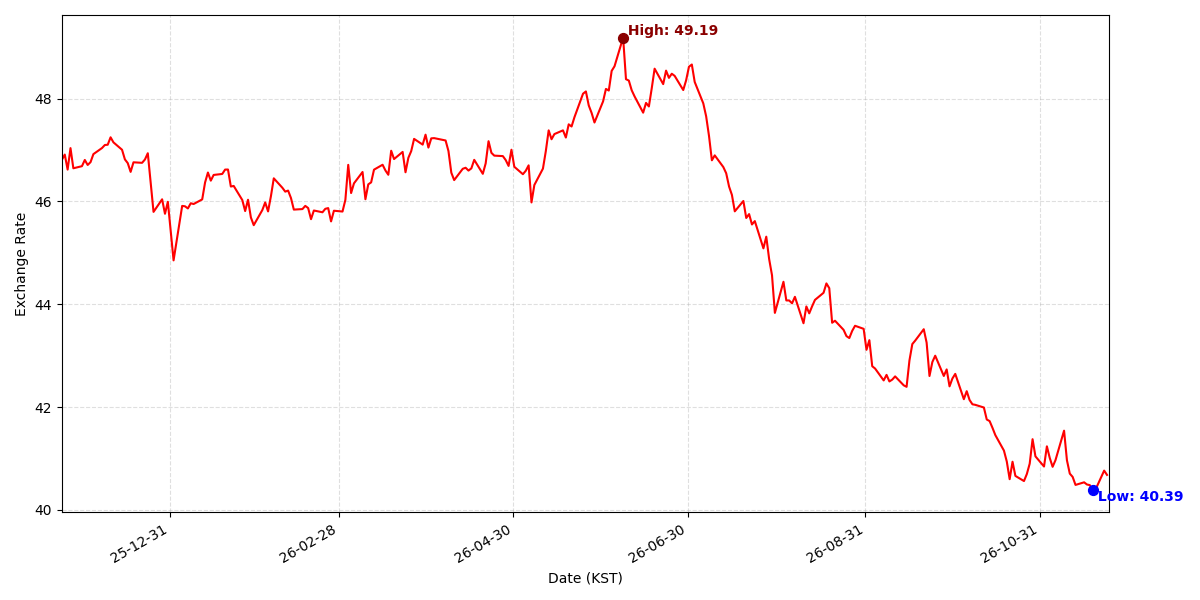 High: 49.19
48
46
44
42
40
Exchange Rate
Low: 40.39
25-12-31
26-02-28
26-04-30
26-06-30
26-08-31
26-10-31
Date (KST)